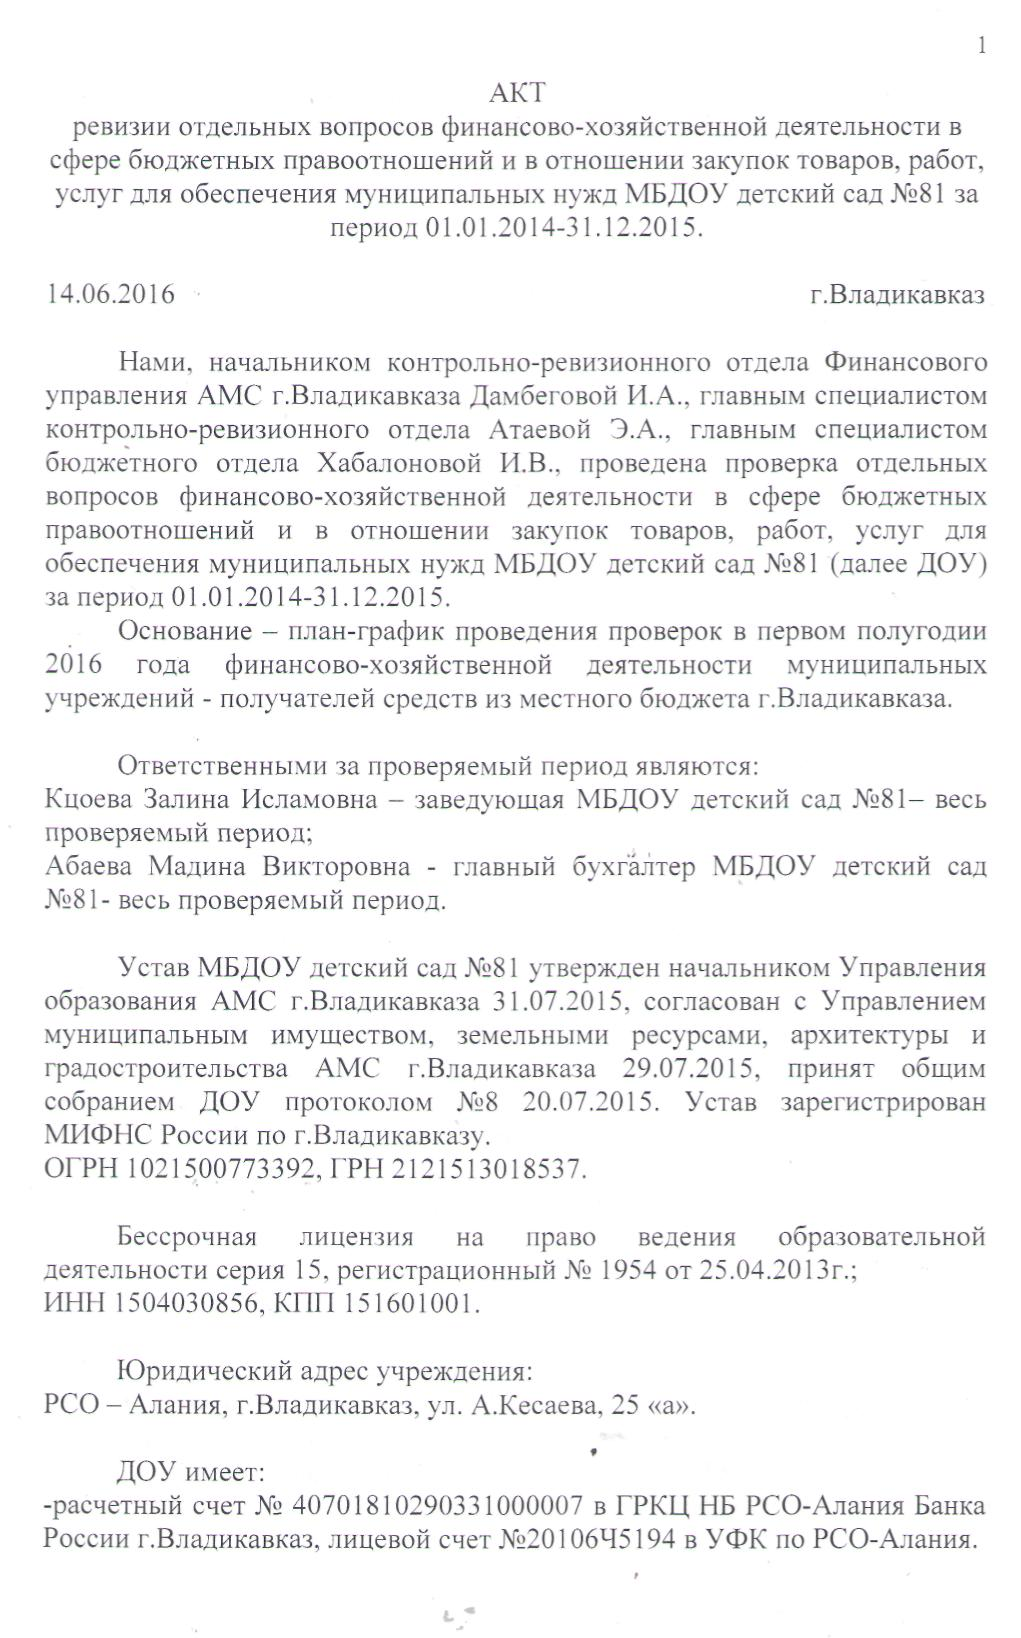 1
АКТ
ревизии отдельных вопросов финансово-хозяйственной деятельности в
сфере бюджетных правоотношений и в отношении закупок товаров, работ,
услуг для обеспечения муниципальных нужд МБДОУ детский сад №81 за
период 01.01.2014-31.12.2015.
14.06.2016 г.Владикавказ
Нами, начальником контрольно-ревизионного отдела Финансового
управления АМС г.Владикавказа Дамбеговой И.А., главным специалистом
контрольно-ревизионного отдела Атаевой Э.А., главным специалистом
бюджетного отдела Хабалоновой И.В., проведена проверка отдельных
вопросов финансово-хозяйственной деятельности в сфере бюджетных
правоотношений и в отношении закупок товаров, работ, услуг для
обеспечения муниципальных нужд МБДОУ детский сад №81 (далее ДОУ)
за период 01.01.2014-31.12.2015.
Основание – план-график проведения проверок в первом полугодии
2016 года финансово-хозяйственной деятельности муниципальных
учреждений - получателей средств из местного бюджета г.Владикавказа.
Ответственными за проверяемый период являются:
Кцоева Залина Исламовна – заведующая МБДОУ детский сад №81– весь
проверяемый период;
Абаева Мадина Викторовна - главный бухгалтер МБДОУ детский сад
№81- весь проверяемый период.
Устав МБДОУ детский сад №81 утвержден начальником Управления
образования АМС г.Владикавказа 31.07.2015, согласован с Управлением
муниципальным имуществом, земельными ресурсами, архитектуры и
градостроительства АМС г.Владикавказа 29.07.2015, принят общим
собранием ДОУ протоколом №8 20.07.2015. Устав зарегистрирован
МИФНС России по г.Владикавказу.
ОГРН 1021500773392, ГРН 2121513018537.
Бессрочная лицензия на право ведения образовательной
деятельности серия 15, регистрационный № 1954 от 25.04.2013г.;
ИНН 1504030856, КПП 151601001.
Юридический адрес учреждения:
РСО – Алания, г.Владикавказ, ул. А.Кесаева, 25 «а».
ДОУ имеет:
-расчетный счет № 40701810290331000007 в ГРКЦ НБ РСО-Алания Банка
России г.Владикавказ, лицевой счет №20106Ч5194 в УФК по РСО-Алания.